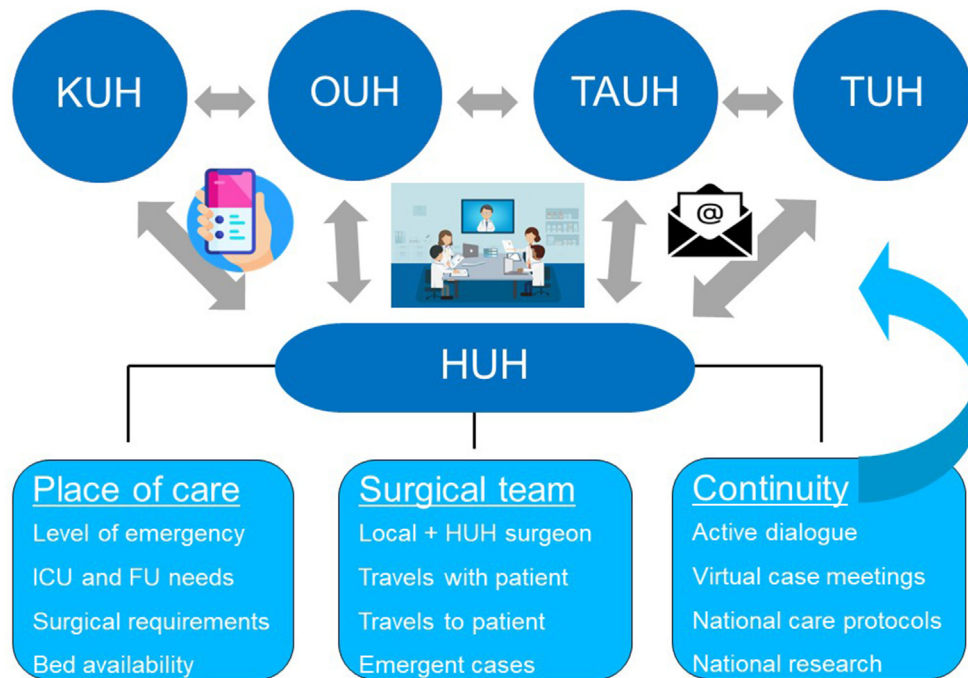 KUH
OUH
TAUH
TUH
@
HUH
Place of care
Level of emergency
ICU and FU needs
Surgical requirements
Bed availability
Surgical team
Local + HUH surgeon
Travels with patient
Travels to patient
Emergent cases
Continuity
Active dialogue
Virtual case meetings
National care protocols
National research